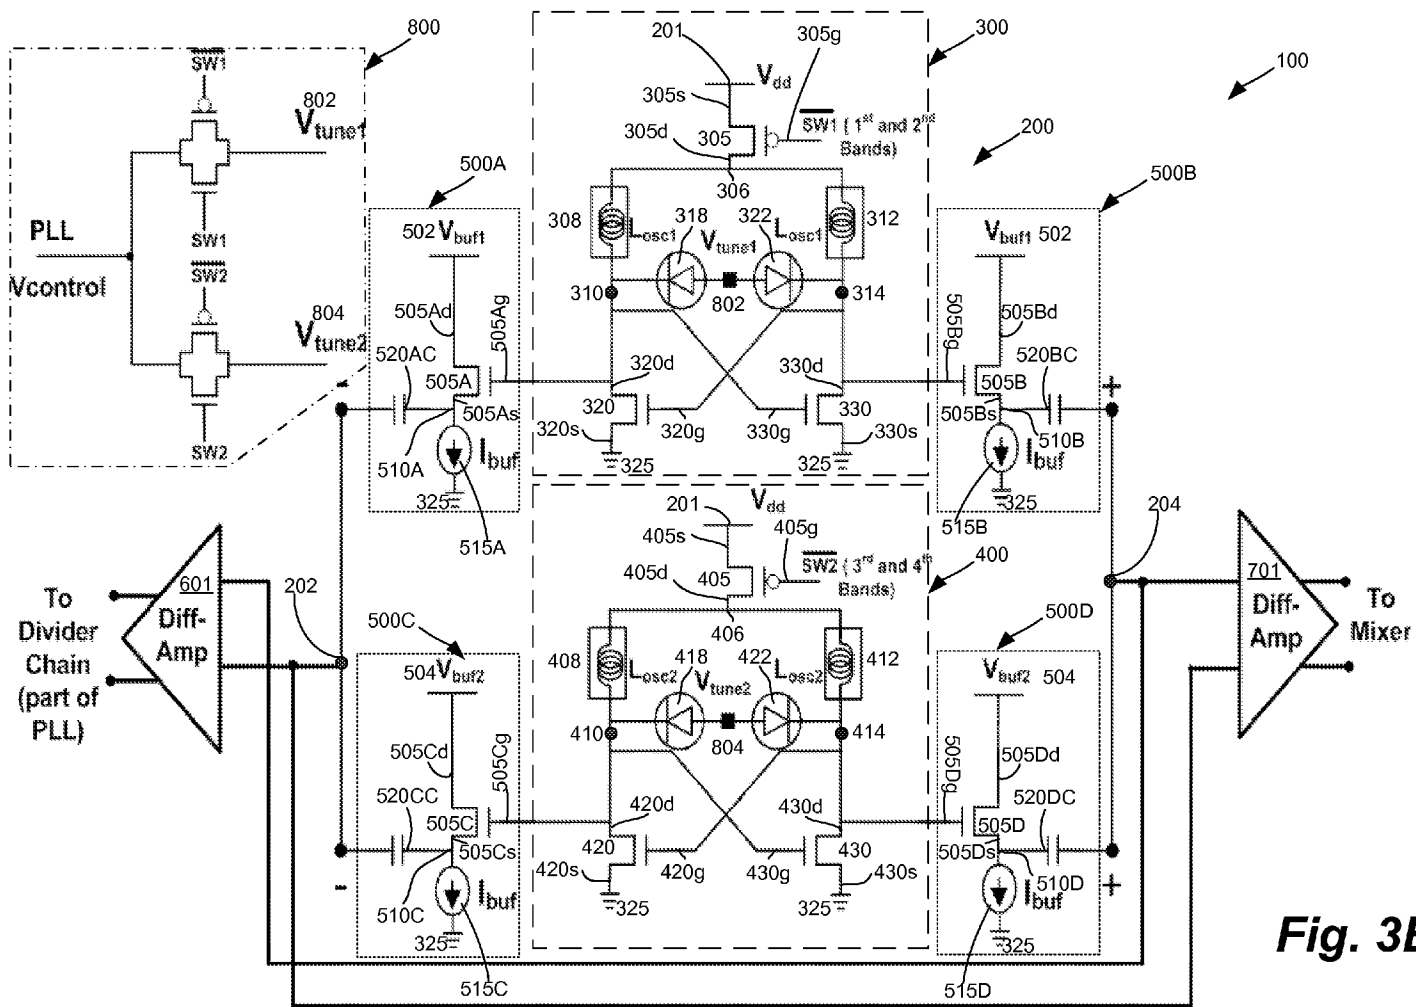 800
SW1
802
Vtune1
SW1
PLL
Vcontrol
SW2
804
Vtune2
SW2
300
201
305g
Vdd
305s
305
305d
SW1 ( 1st and 2nd
Bands)
306
308
Losc1
318
Vtune1
322
Losc1
312
310
802
314
320d
330d
320
330
320s
320g
330g
330s
325
325
100
200
500A
502
Vbuf1
505Ad
505Ag
520AC
505A
505As
-
510A
Ibuf
325
515A
500B
Vbuf1
502
505Bd
505Bg
520BC
505B
505Bs
+
510B
Ibuf
325
515B
204
400
201
Vdd
405s
405g
405
405d
SW2 ( 3rd and 4th
Bands)
406
408
Losc2
418
Vtune2
422
Losc2
412
410
804
414
420d
430d
420
430
420s
420g
430g
430s
325
325
601
Diff-
Amp
To
Divider
Chain
(part of
PLL)
202
500C
504
Vbuf2
505Cd
505Cg
520CC
505C
505Cs
-
510C
Ibuf
325
515C
500D
Vbuf2
504
505Dd
505Dg
520DC
505D
505Ds
+
510D
Ibuf
325
515D
701
Diff-
Amp
To
Mixer
Fig. 3B